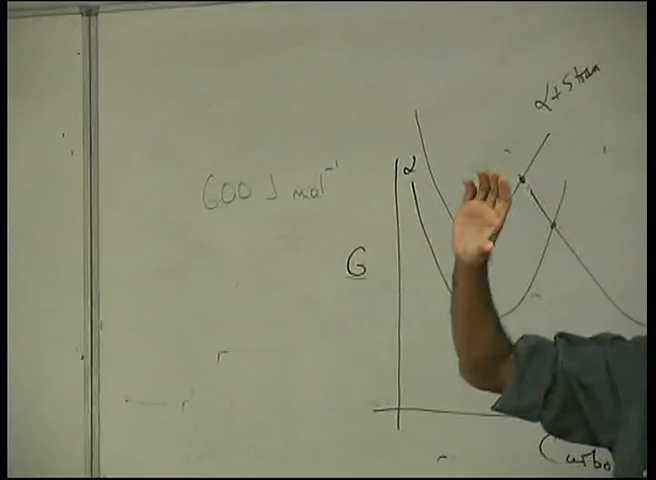 α + Strain
600 J mol⁻¹
α
G
Carbo